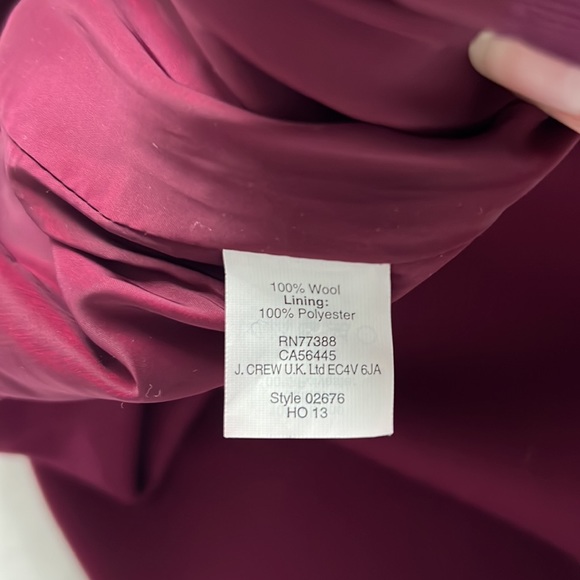 100% Wool
Lining:
100% Polyester
RN77388
CA56445
J. CREW U.K. Ltd EC4V 6JA
Style 02676
HO 13